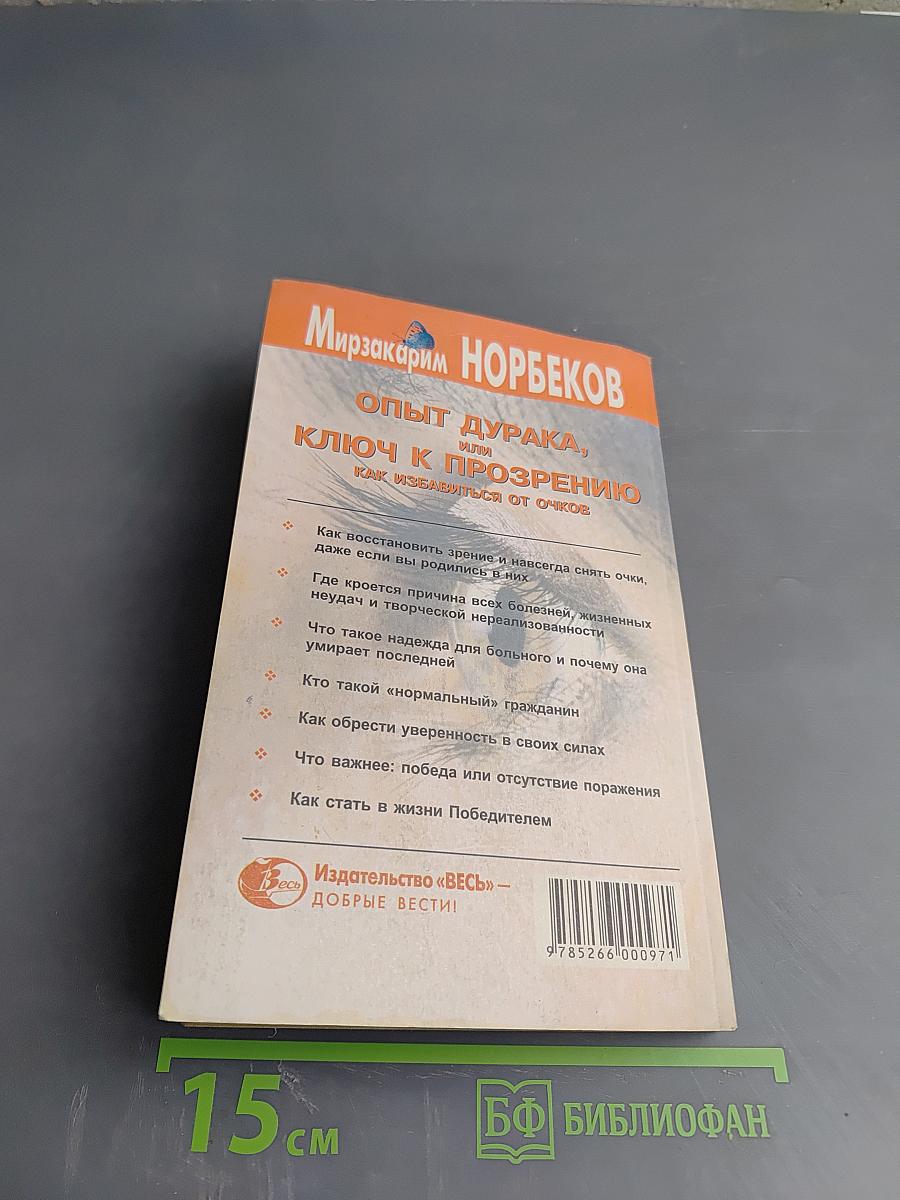 Мирзакарим НОРБЕКОВ
ОПЫТ ДУРАКА,
ИЛИ
КЛЮЧ К ПРОЗРЕНИЮ
КАК ИЗБАВИТЬСЯ ОТ ОЧКОВ
Как восстановить зрение и навсегда снять очки,
даже если вы родились в них
Где кроется причина всех болезней, жизненных
неудач и творческой нереализованности
Что такое надежда для больного и почему она
умирает последней
Кто такой «нормальный» гражданин
Как обрести уверенность в своих силах
Что важнее: победа или отсутствие поражения
Как стать в жизни Победителем
Весь
Издательство «ВЕСЬ» –
ДОБРЫЕ ВЕСТИ!
9785266000971
15 см
БФ БИБЛИОФАН